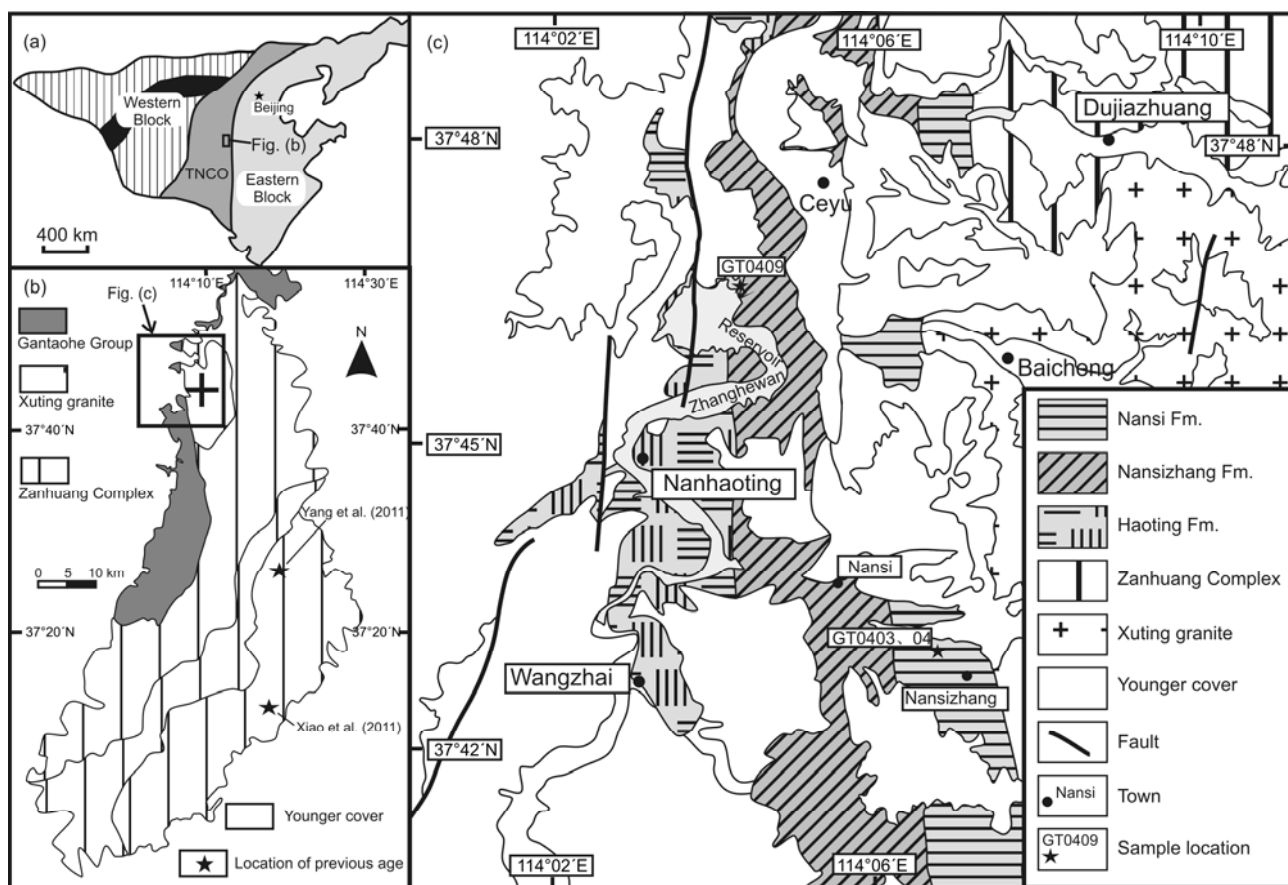 (a)
Western
Block
Beijing
Fig. (b)
TNCO
Eastern
Block
400 km
(b)
114°10´E
114°30´E
Fig. (c)
N
Gantaohe Group
Xuting granite
37°40´N
37°40´N
Zanhuang Complex
Yang et al. (2011)
0 5 10 km
37°20´N
37°20´N
Xiao et al. (2011)
Younger cover
Location of previous age
(c)
114°02´E
114°06´E
114°10´E
Dujiazhuang
37°48´N
37°48´N
Ceyu
GT0409
Reservoir
Zhanghewan
Baicheng
37°45´N
Nanhaoting
Nansi
GT0403、04
Wangzhai
Nansizhang
37°42´N
114°02´E
114°06´E
Nansi Fm.
Nansizhang Fm.
Haoting Fm.
Zanhuang Complex
Xuting granite
Younger cover
Fault
Nansi
Town
GT0409
Sample location